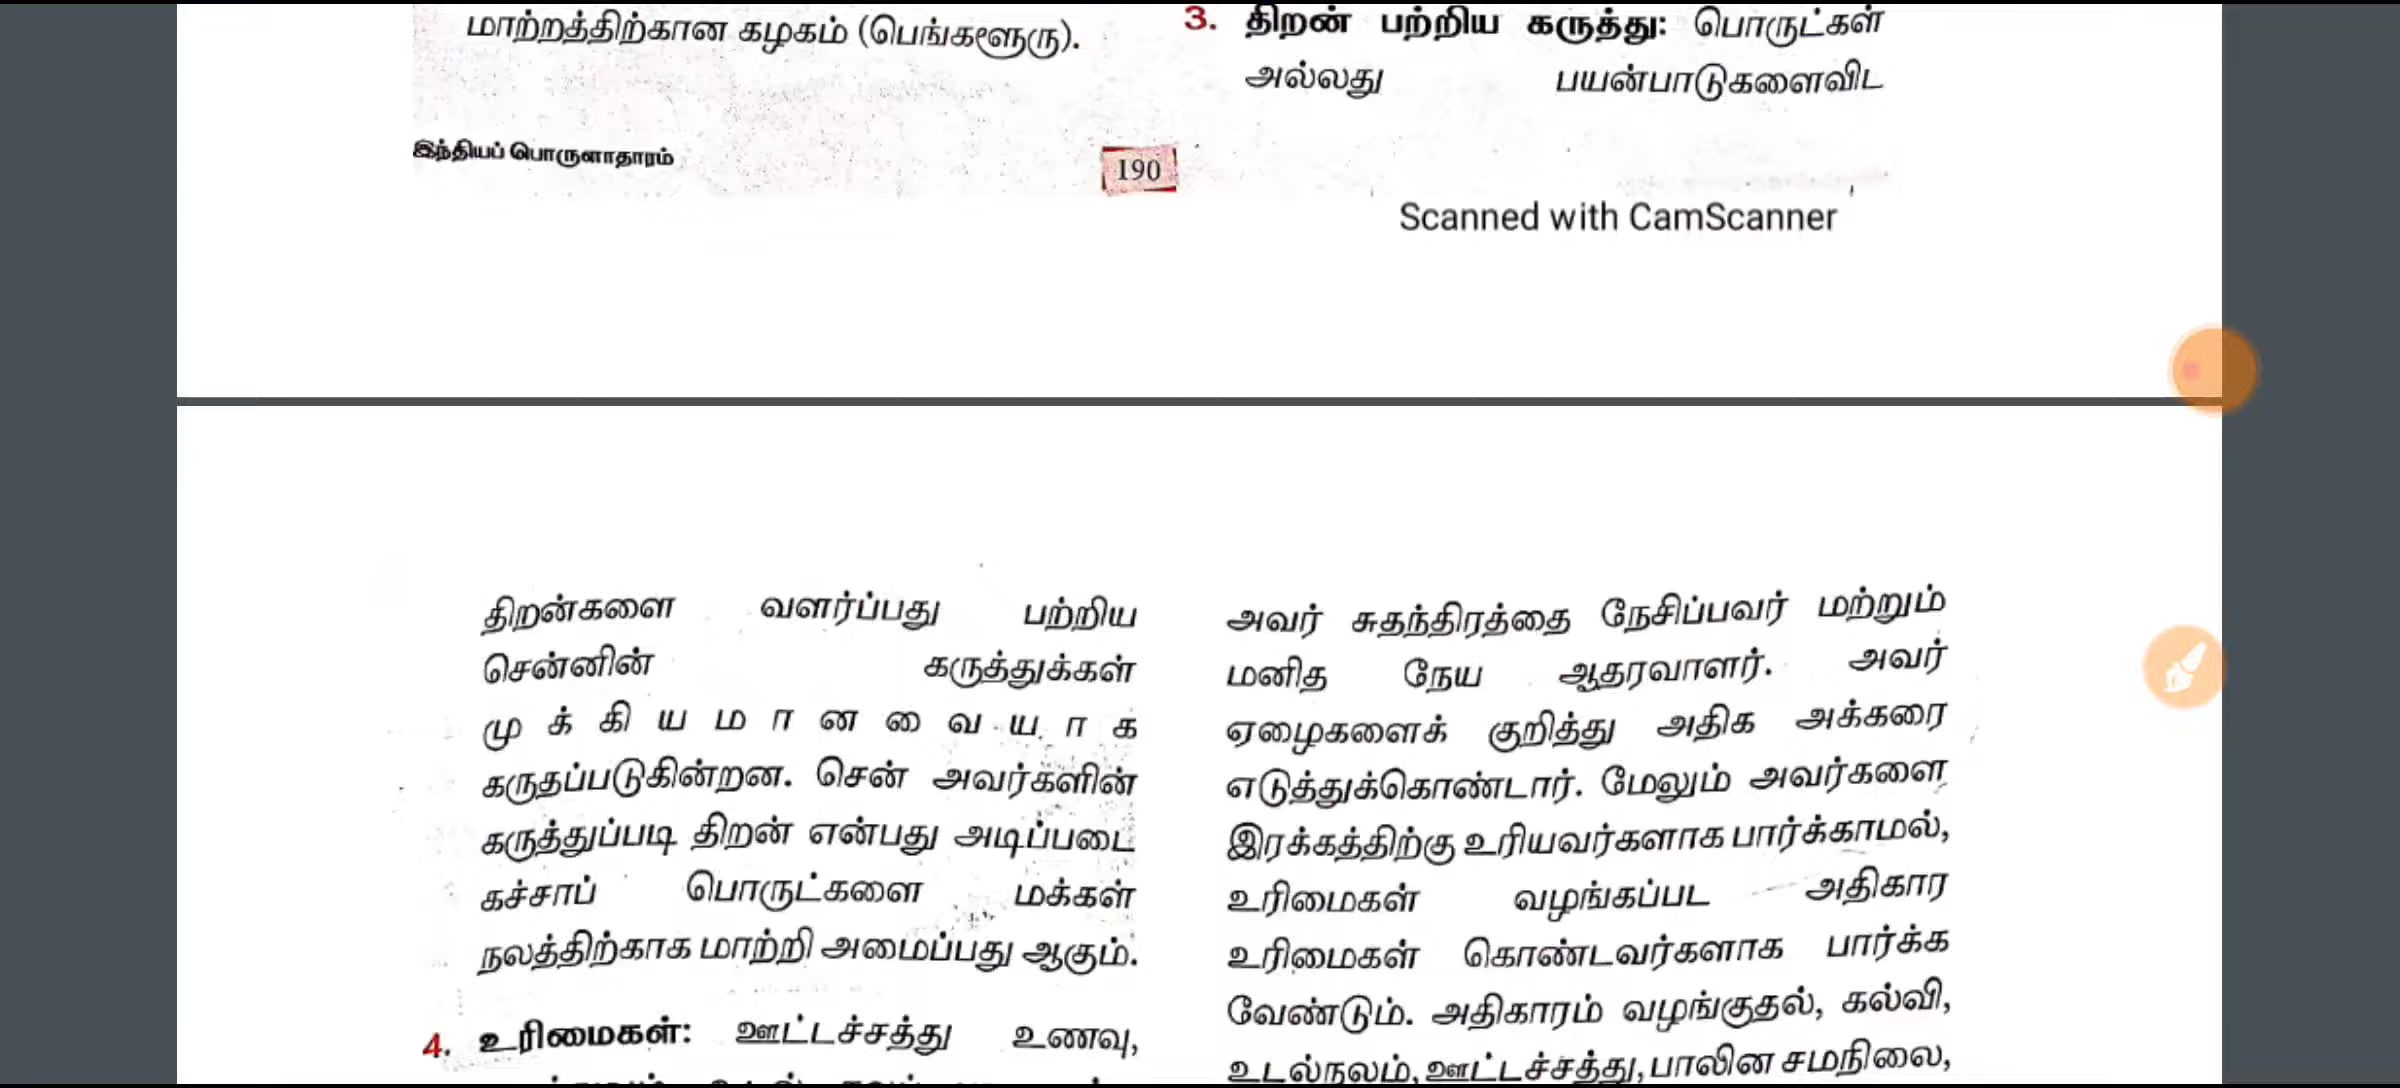 மாற்றத்திற்கான கழகம் (பெங்களூரு).
3. திறன் பற்றிய கருத்து: பொருட்கள்
அல்லது பயன்பாடுகளைவிட
இந்தியப் பொருளாதாரம்
190
Scanned with CamScanner
திறன்களை வளர்ப்பது பற்றிய
சென்னின் கருத்துக்கள்
முக்கியமானவையாக
கருதப்படுகின்றன. சென் அவர்களின்
கருத்துப்படி திறன் என்பது அடிப்படை
கச்சாப் பொருட்களை மக்கள்
நலத்திற்காக மாற்றி அமைப்பது ஆகும்.
4. உரிமைகள்: ஊட்டச்சத்து உணவு,
அவர் சுதந்திரத்தை நேசிப்பவர் மற்றும்
மனித நேய ஆதரவாளர். அவர்
ஏழைகளைக் குறித்து அதிக அக்கரை
எடுத்துக்கொண்டார். மேலும் அவர்களை
இரக்கத்திற்கு உரியவர்களாக பார்க்காமல்,
உரிமைகள் வழங்கப்பட அதிகார
உரிமைகள் கொண்டவர்களாக பார்க்க
வேண்டும். அதிகாரம் வழங்குதல், கல்வி,
உடல்நலம், ஊட்டச்சத்து, பாலின சமநிலை,